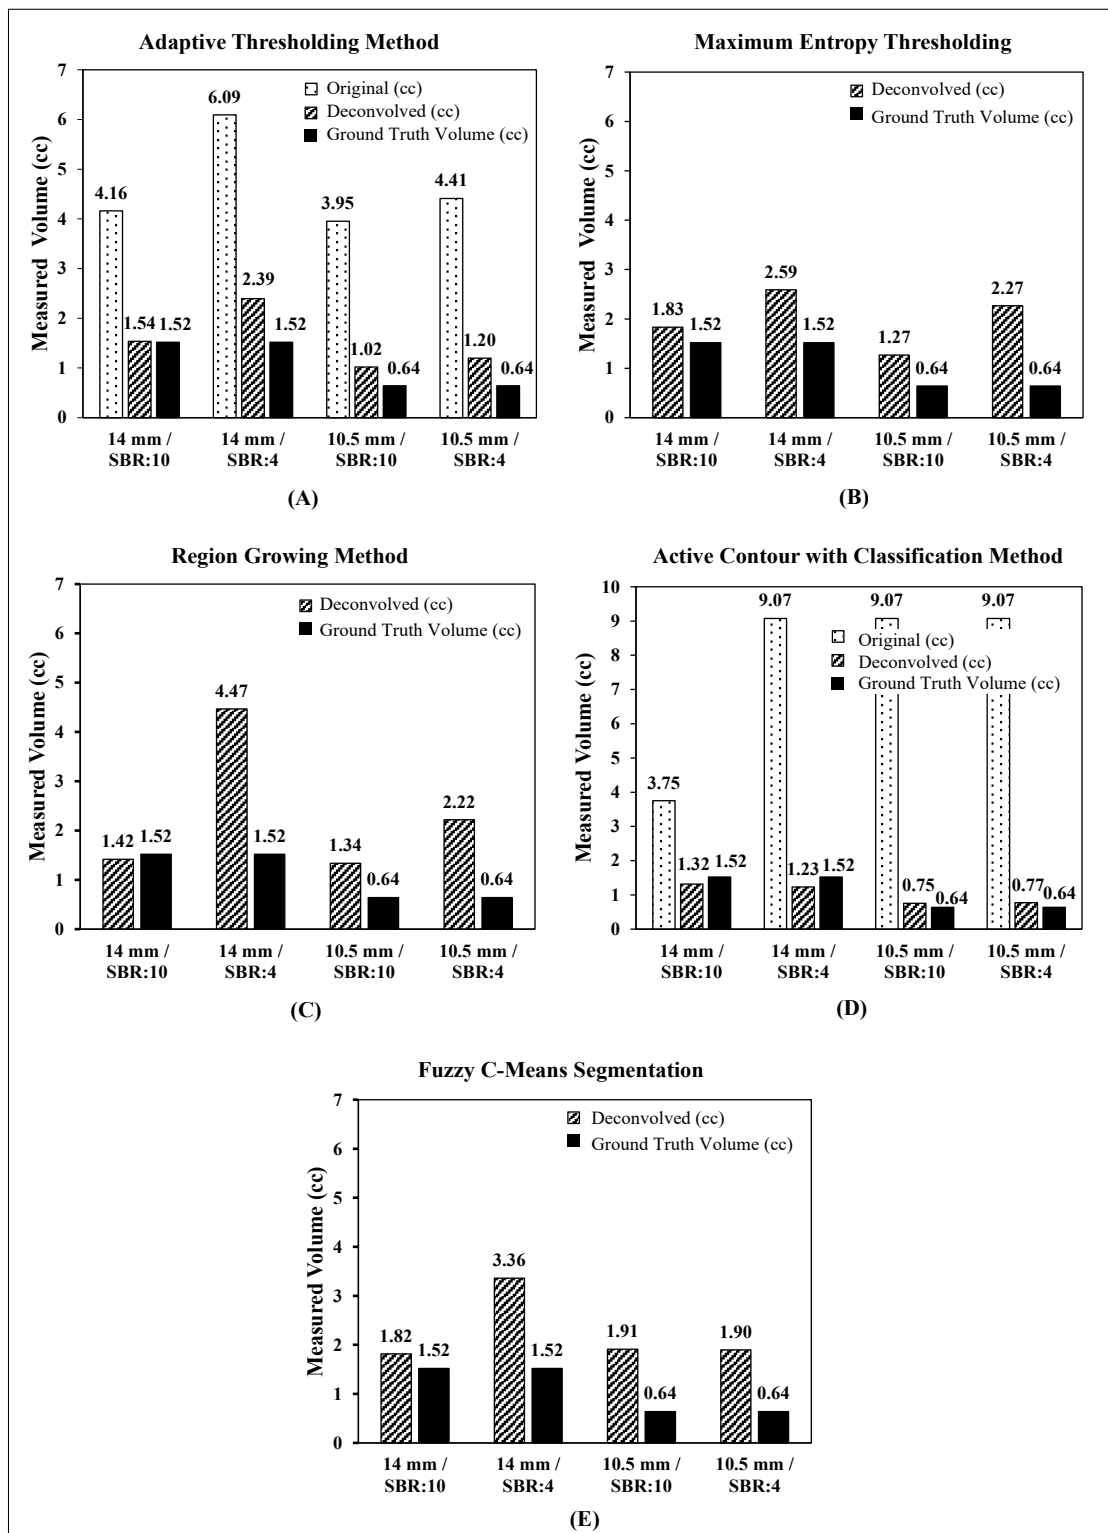 Adaptive Thresholding Method
Measured Volume (cc)
7
6
5
4
3
2
1
0
Original (cc)
Deconvolved (cc)
Ground Truth Volume (cc)
4.16
1.54
1.52
6.09
2.39
1.52
3.95
1.02
0.64
4.41
1.20
0.64
14 mm /
SBR:10
14 mm /
SBR:4
10.5 mm /
SBR:10
10.5 mm /
SBR:4
(A)
Maximum Entropy Thresholding
Measured Volume (cc)
7
6
5
4
3
2
1
0
Deconvolved (cc)
Ground Truth Volume (cc)
1.83
1.52
2.59
1.52
1.27
0.64
2.27
0.64
14 mm /
SBR:10
14 mm /
SBR:4
10.5 mm /
SBR:10
10.5 mm /
SBR:4
(B)
Region Growing Method
Measured Volume (cc)
7
6
5
4
3
2
1
0
Deconvolved (cc)
Ground Truth Volume (cc)
1.42
1.52
4.47
1.52
1.34
0.64
2.22
0.64
14 mm /
SBR:10
14 mm /
SBR:4
10.5 mm /
SBR:10
10.5 mm /
SBR:4
(C)
Active Contour with Classification Method
Measured Volume (cc)
10
9
8
7
6
5
4
3
2
1
0
Original (cc)
Deconvolved (cc)
Ground Truth Volume (cc)
3.75
1.32
1.52
9.07
1.23
1.52
9.07
0.75
0.64
9.07
0.77
0.64
14 mm /
SBR:10
14 mm /
SBR:4
10.5 mm /
SBR:10
10.5 mm /
SBR:4
(D)
Fuzzy C-Means Segmentation
Measured Volume (cc)
7
6
5
4
3
2
1
0
Deconvolved (cc)
Ground Truth Volume (cc)
1.82
1.52
3.36
1.52
1.91
0.64
1.90
0.64
14 mm /
SBR:10
14 mm /
SBR:4
10.5 mm /
SBR:10
10.5 mm /
SBR:4
(E)